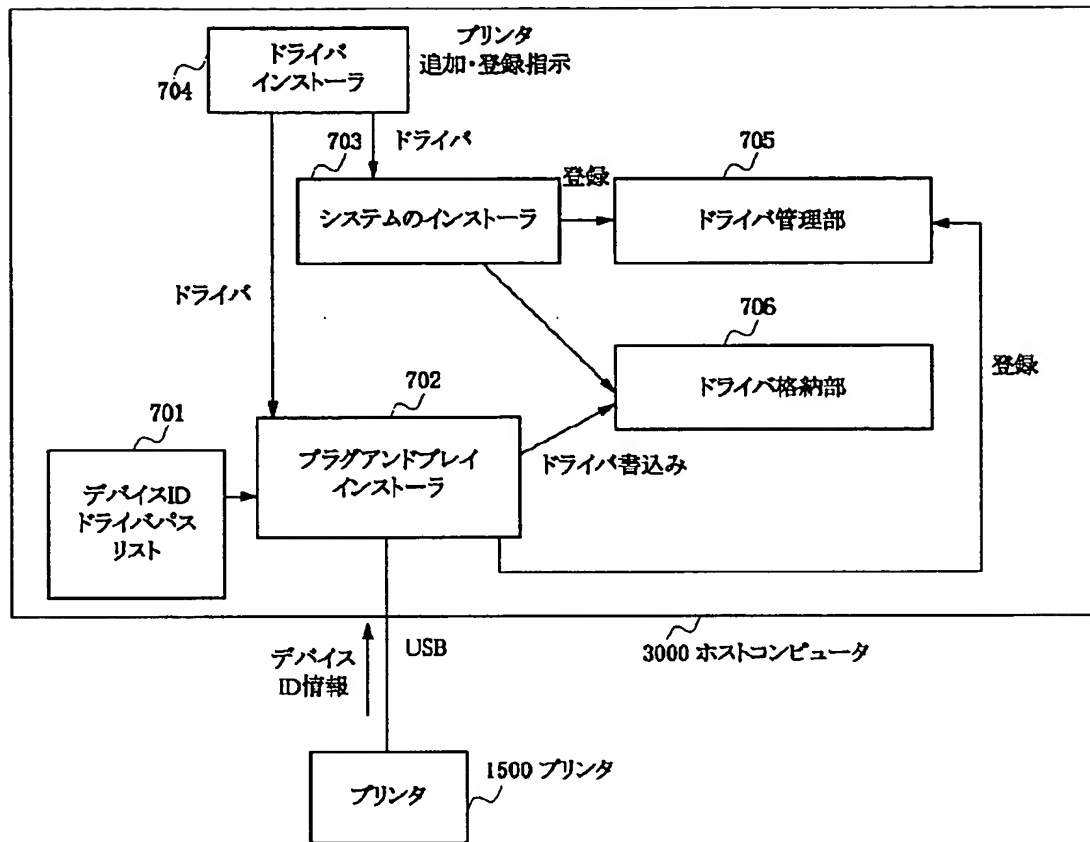 ドライバ
インストーラ
704
プリンタ
追加・登録指示
ドライバ
703
システムのインストーラ
登録
705
ドライバ管理部
ドライバ
706
ドライバ格納部
登録
702
プラグアンドプレイ
インストーラ
ドライバ書込み
701
デバイスID
ドライバパス
リスト
3000 ホストコンピュータ
USB
デバイス
ID情報
1500 プリンタ
プリンタ